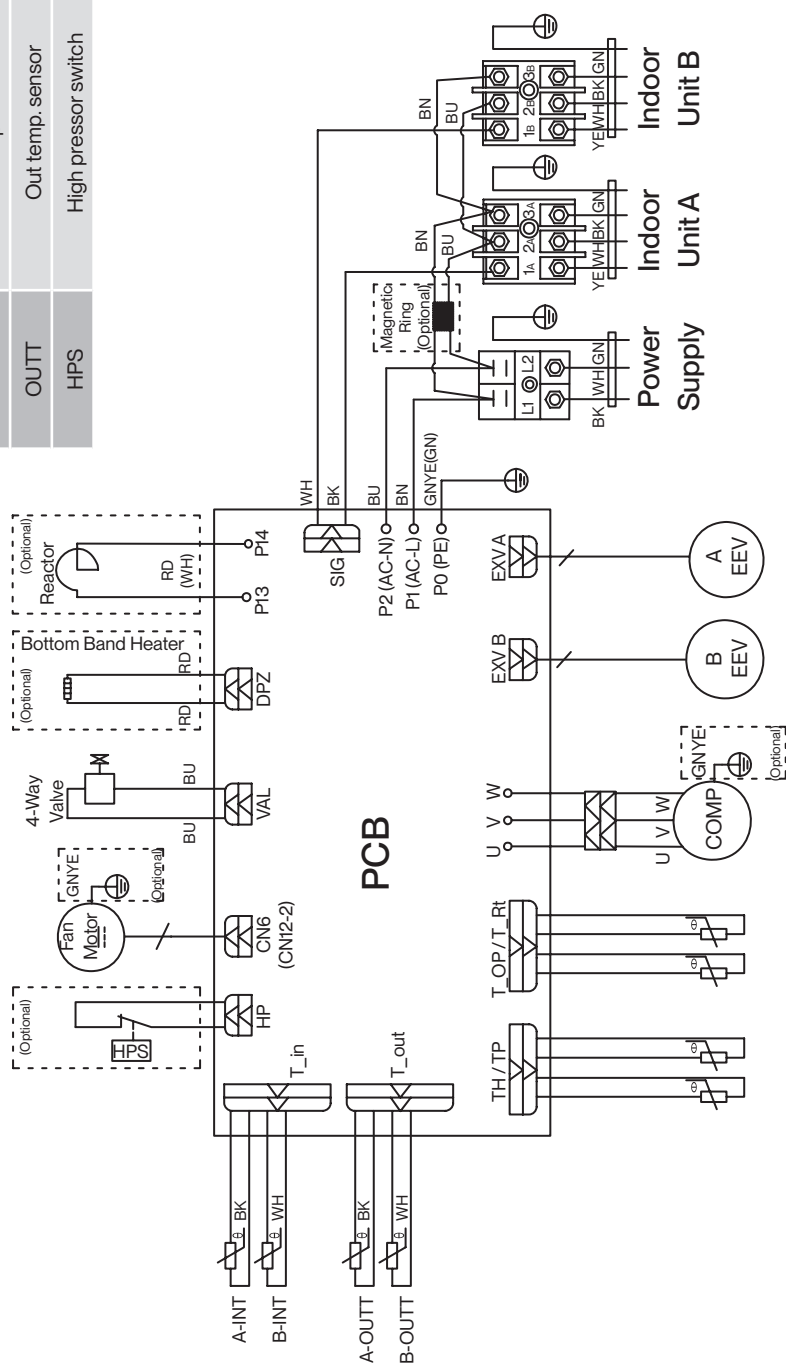 OUTT
Out temp. sensor
HPS
High pressor switch
(Optional)
HPS
HP
Fan
Motor
GNYE
(Optional)
CN6
(CN12-2)
4-Way
Valve
BU
BU
VAL
Bottom Band Heater
(Optional)
RD
RD
DPZ
(Optional)
Reactor
RD
(WH)
P13
P14
A-INT
BK
B-INT
WH
T_in
A-OUTT
BK
B-OUTT
WH
T_out
PCB
SIG
WH
BK
P2 (AC-N)
BU
P1 (AC-L)
BN
P0 (PE)
GNYE(GN)
TH / TP
T_OP / T_Rt
θ
θ
θ
θ
θ
θ
θ
θ
U V W
U V W
COMP
GNYE
(Optional)
EXV B
EXV A
B
EEV
A
EEV
Magnetic
Ring
(Optional)
BN
BU
BN
BU
L1 L2
BK WH GN
Power
Supply
1A 2A 3A
YE WH BK GN
Indoor
Unit A
1B 2B 3B
YE WH BK GN
Indoor
Unit B